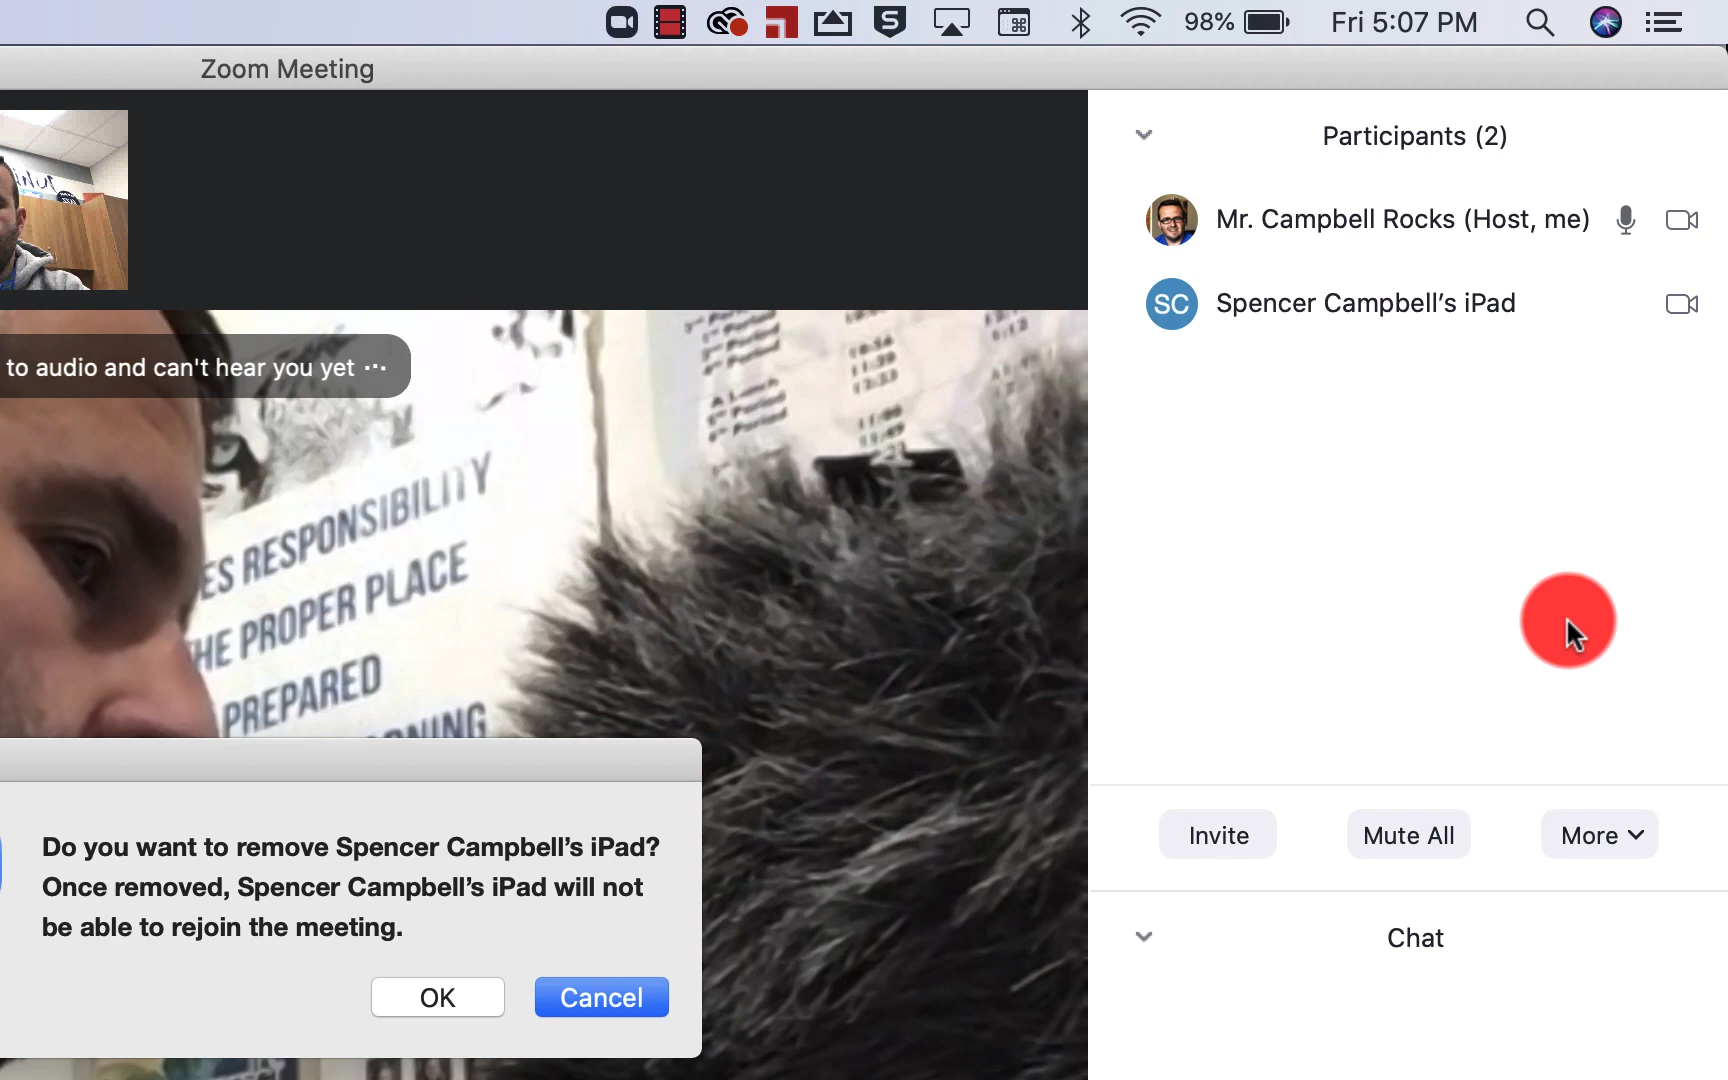 98% Fri 5:07 PM
Zoom Meeting
Participants (2)
Mr. Campbell Rocks (Host, me)
SC Spencer Campbell’s iPad
to audio and can't hear you yet ···
ES RESPONSIBILITY
HE PROPER PLACE
PREPARED
Do you want to remove Spencer Campbell’s iPad?
Once removed, Spencer Campbell’s iPad will not
be able to rejoin the meeting.
OK Cancel
Invite Mute All More
Chat